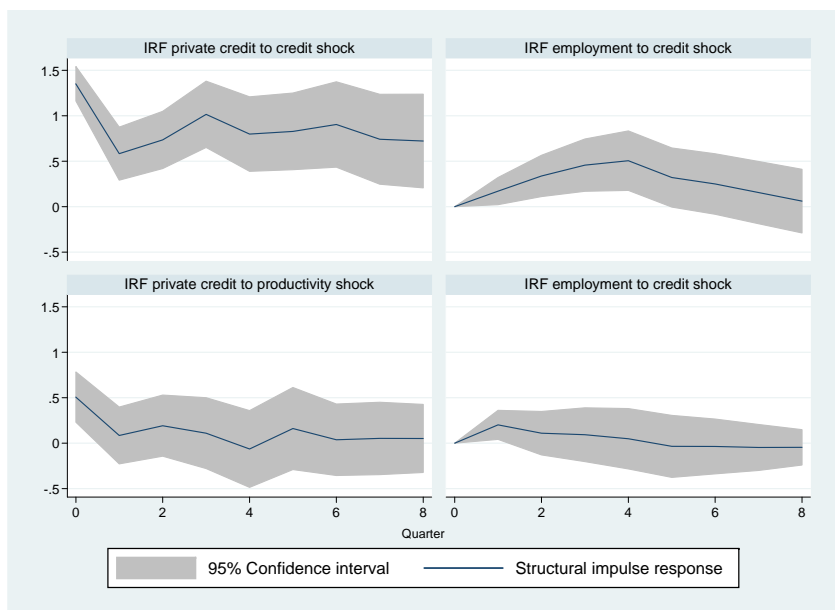 IRF private credit to credit shock
IRF employment to credit shock
1.5
1
.5
0
-.5
IRF private credit to productivity shock
IRF employment to credit shock
1.5
1
.5
0
-.5
0 2 4 6 8
0 2 4 6 8
Quarter
95% Confidence interval
Structural impulse response